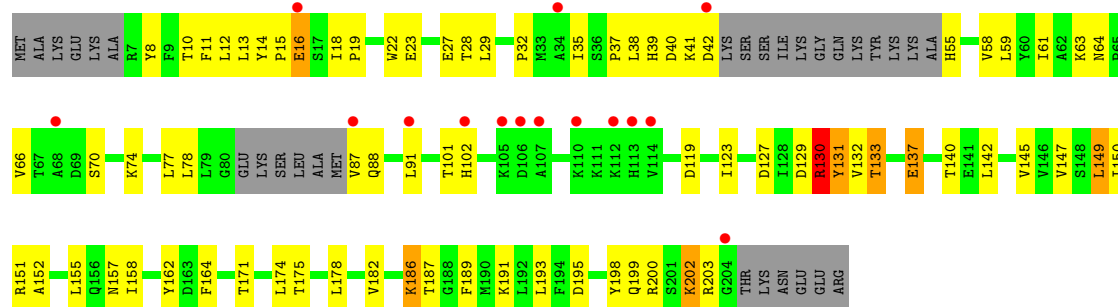 MET ALA LYS GLU LYS ALA R7 Y8 F9 T10 F11 L12 L13 Y14 P15 E16 S17 I18 P19 W22 E23 E27 T28 L29 P32 M33 A34 I35 S36 P37 L38 H39 D40 K41 D42 LYS SER SER ILE LYS GLY GLN LYS TYR LYS LYS ALA H55 V58 L59 Y60 I61 A62 K63 N64 P65
V66 T67 A68 D69 S70 K74 L77 L78 L79 G80 GLU LYS SER LEU ALA MET V87 Q88 L91 T101 H102 K105 D106 A107 K110 K111 K112 H113 V114 D119 I123 D127 I128 D129 R130 Y131 V132 T133 E137 T140 E141 L142 V145 V146 V147 S148 L149 I150
R151 A152 L155 Q156 N157 I158 Y162 D163 F164 T171 L174 T175 L178 V182 K186 T187 G188 F189 M190 K191 L192 L193 F194 D195 Y198 Q199 R200 S201 K202 R203 G204 THR LYS ASN GLU GLU ARG